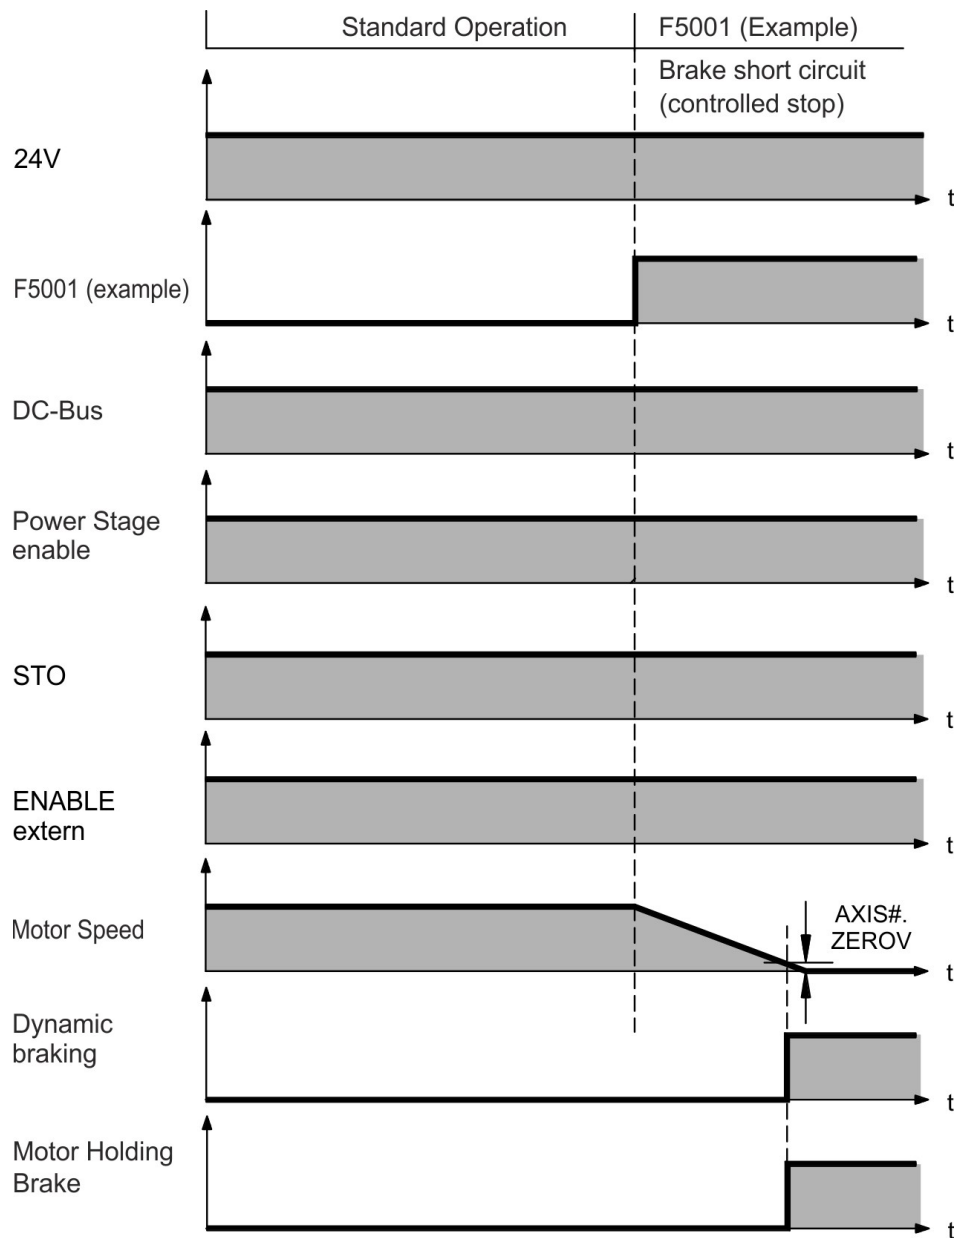 Standard Operation
F5001 (Example)
Brake short circuit
(controlled stop)
24V
t
F5001 (example)
t
DC-Bus
t
Power Stage
enable
t
STO
t
ENABLE
extern
t
Motor Speed
AXIS#.
ZEROV
t
Dynamic
braking
t
Motor Holding
Brake
t